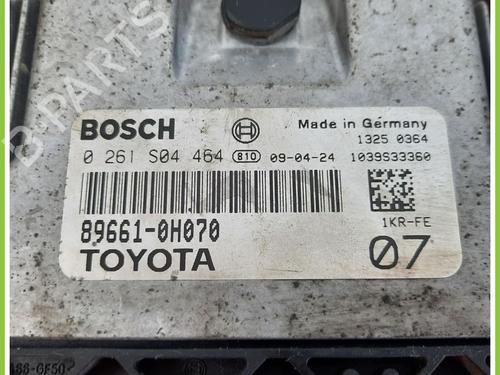 B-PARTS
BOSCH
Made in Germany
1325 0364
0 261 S04 464 810 09-04-24 1039S33360
89661-0H070
1KR-FE
TOYOTA
07